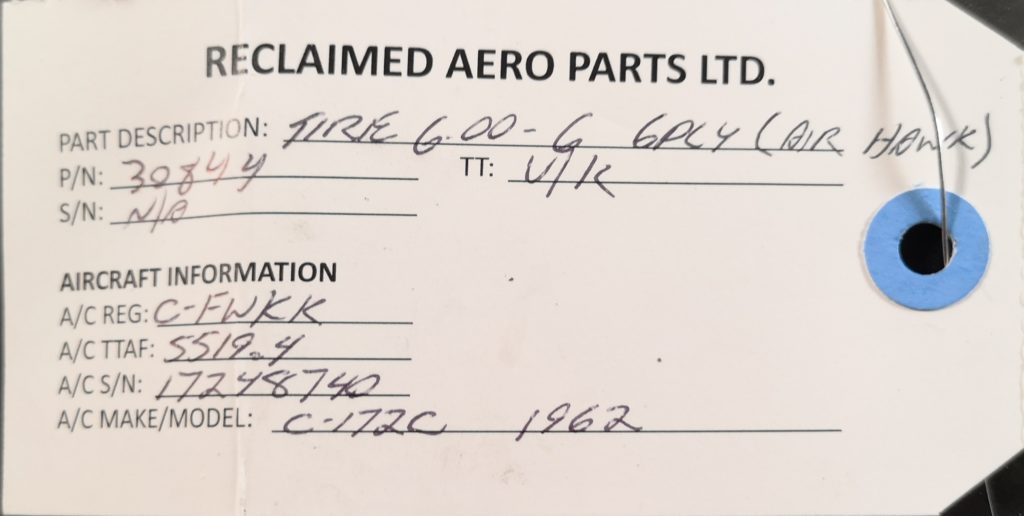 RECLAIMED AERO PARTS LTD.
PART DESCRIPTION: TIRE 6.00-6 6PLY (AIR HAWK)
P/N: 30844 TT: U/K
S/N: N/A
AIRCRAFT INFORMATION
A/C REG: C-FWKK
A/C TTAF: 5519.4
A/C S/N: 17248740
A/C MAKE/MODEL: C-172C 1962